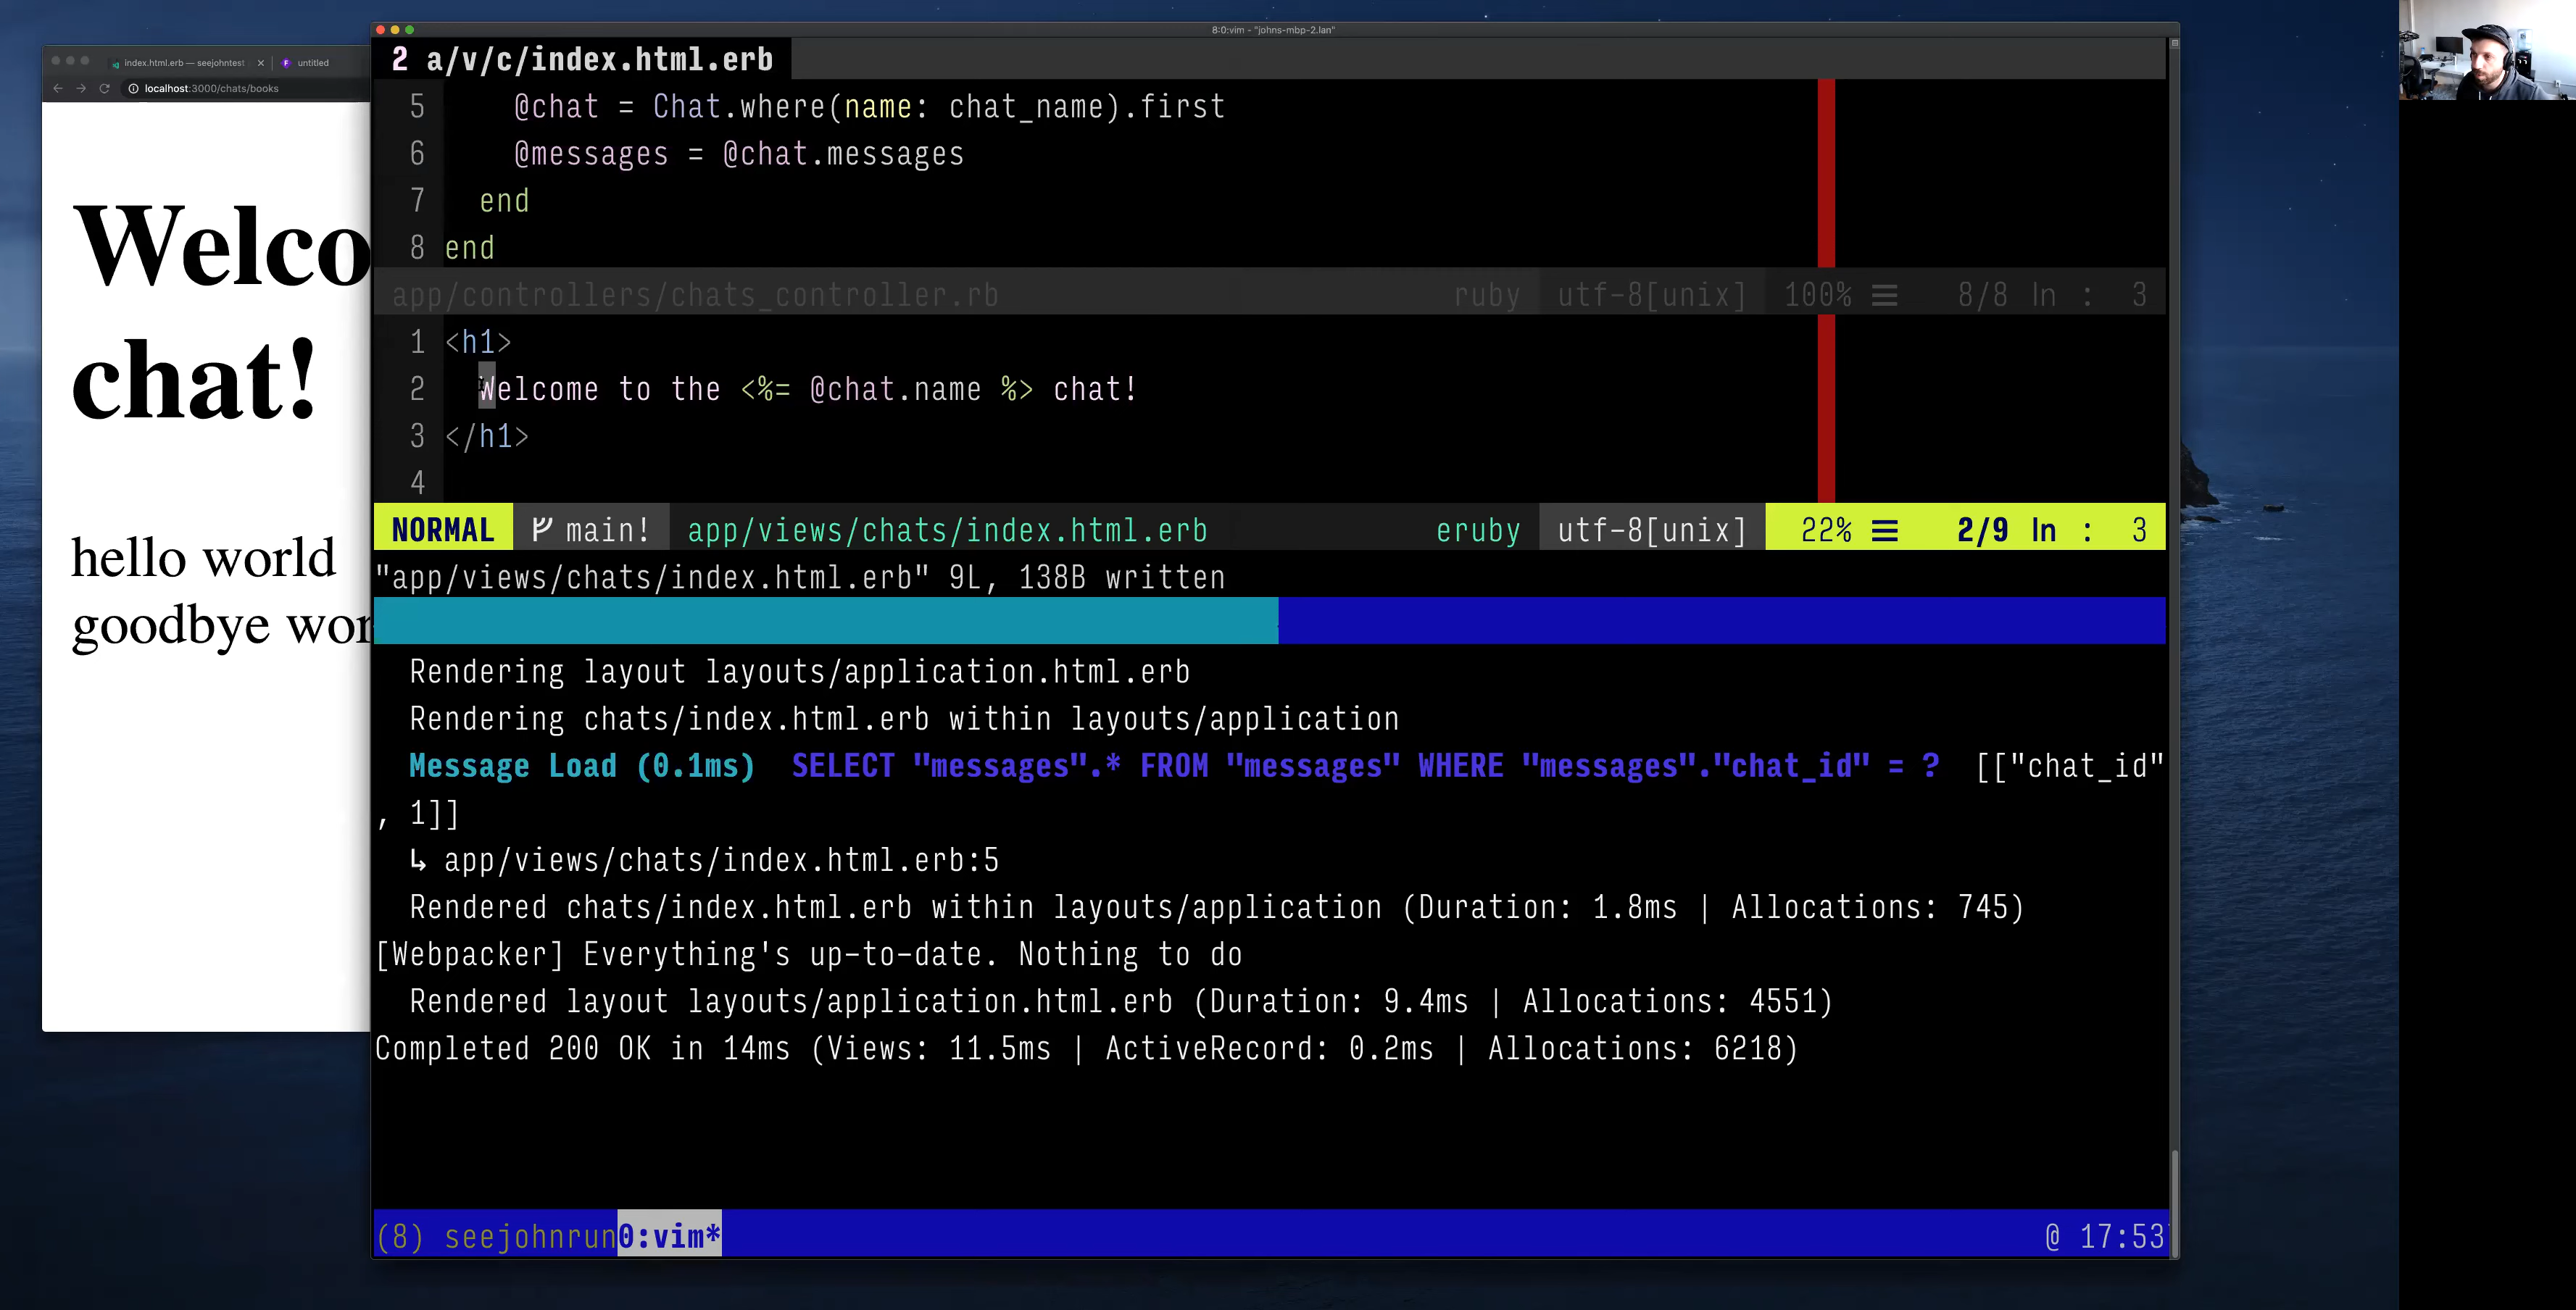 8:0:vim - "johns-mbp-2.lan"
index.html.erb — seejohntest
untitled
localhost:3000/chats/books
Welco
chat!
hello world
goodbye wor
2 a/v/c/index.html.erb
5 @chat = Chat.where(name: chat_name).first
6 @messages = @chat.messages
7 end
8 end
app/controllers/chats_controller.rb ruby utf-8[unix] 100% ☰ 8/8 ln : 3
1 <h1>
2 Welcome to the <%= @chat.name %> chat!
3 </h1>
4
NORMAL main! app/views/chats/index.html.erb eruby utf-8[unix] 22% ☰ 2/9 ln : 3
"app/views/chats/index.html.erb" 9L, 138B written
Rendering layout layouts/application.html.erb
Rendering chats/index.html.erb within layouts/application
Message Load (0.1ms) SELECT "messages".* FROM "messages" WHERE "messages"."chat_id" = ? [["chat_id"
, 1]]
↳ app/views/chats/index.html.erb:5
Rendered chats/index.html.erb within layouts/application (Duration: 1.8ms | Allocations: 745)
[Webpacker] Everything's up-to-date. Nothing to do
Rendered layout layouts/application.html.erb (Duration: 9.4ms | Allocations: 4551)
Completed 200 OK in 14ms (Views: 11.5ms | ActiveRecord: 0.2ms | Allocations: 6218)
(8) seejohnrun0:vim* @ 17:53